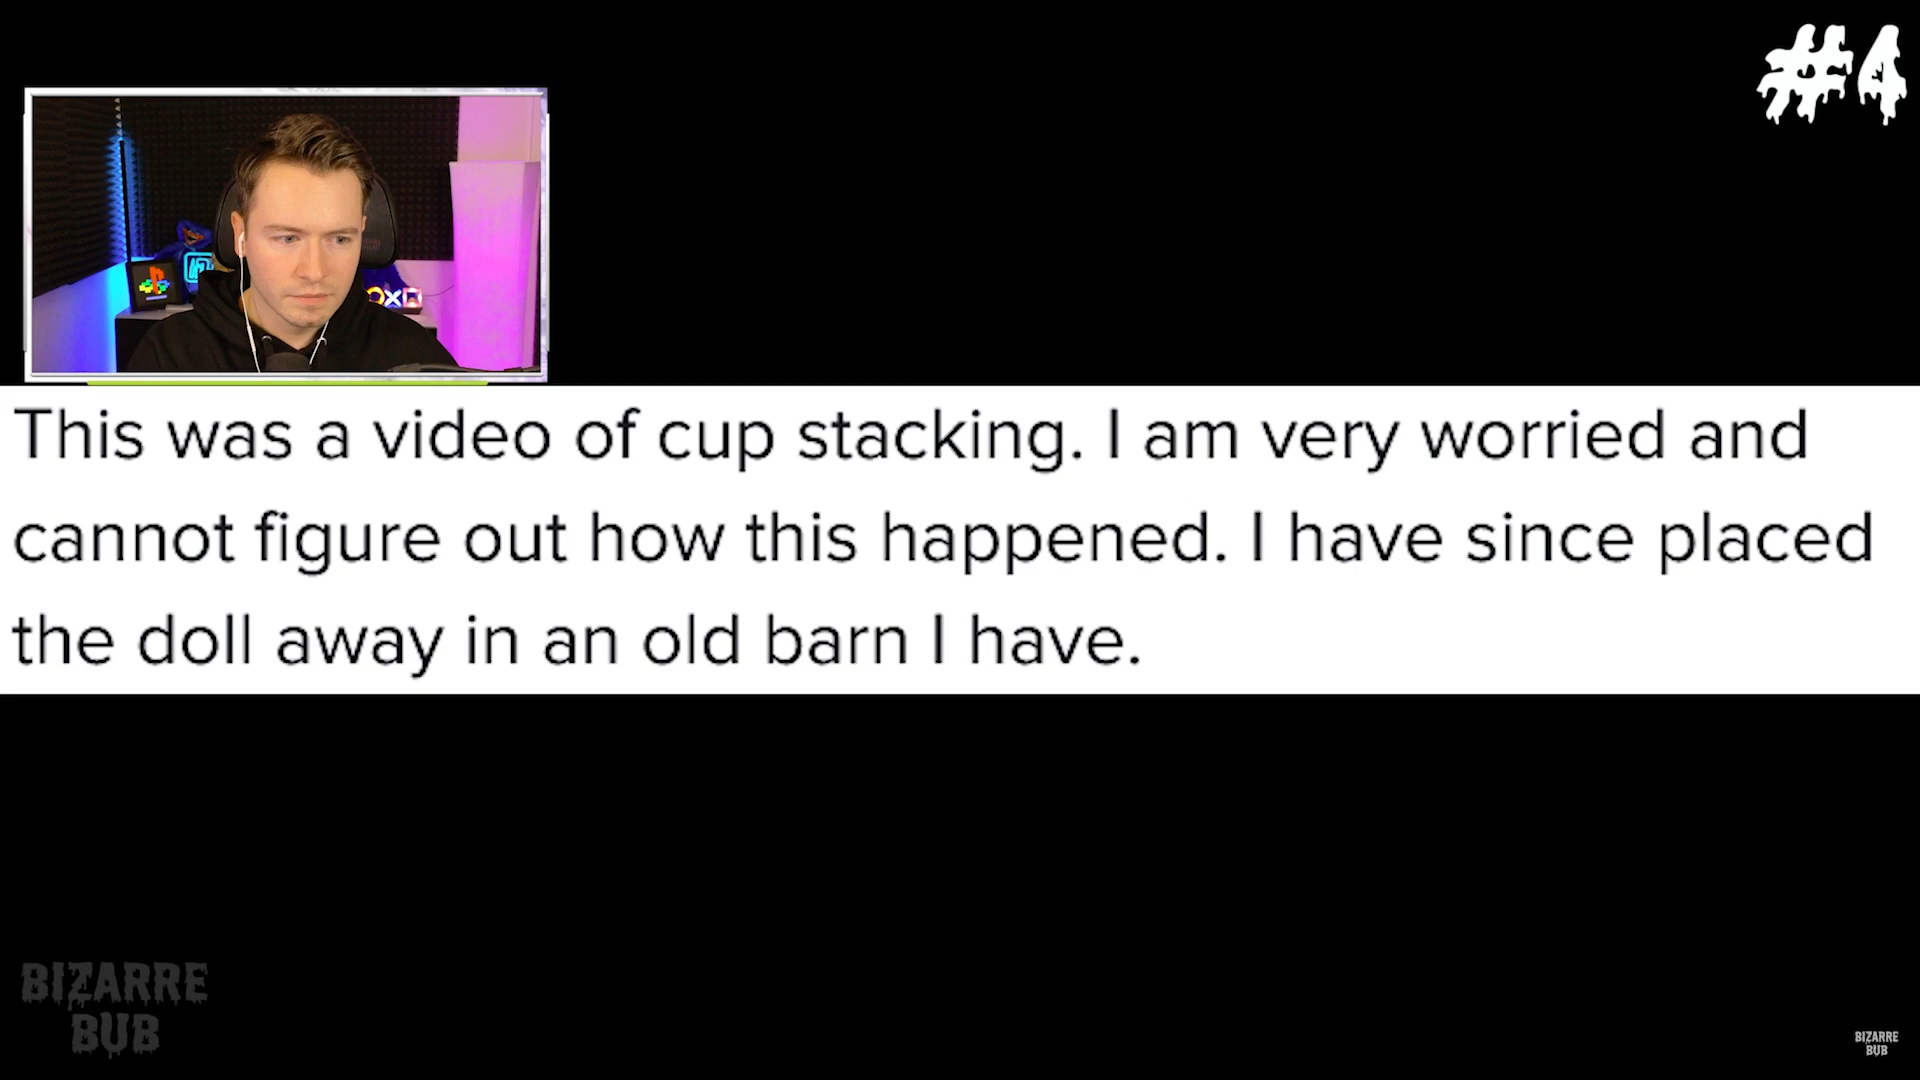 #4
This was a video of cup stacking. I am very worried and
cannot figure out how this happened. I have since placed
the doll away in an old barn I have.
BIZARRE
BUB
BIZARRE
BUB